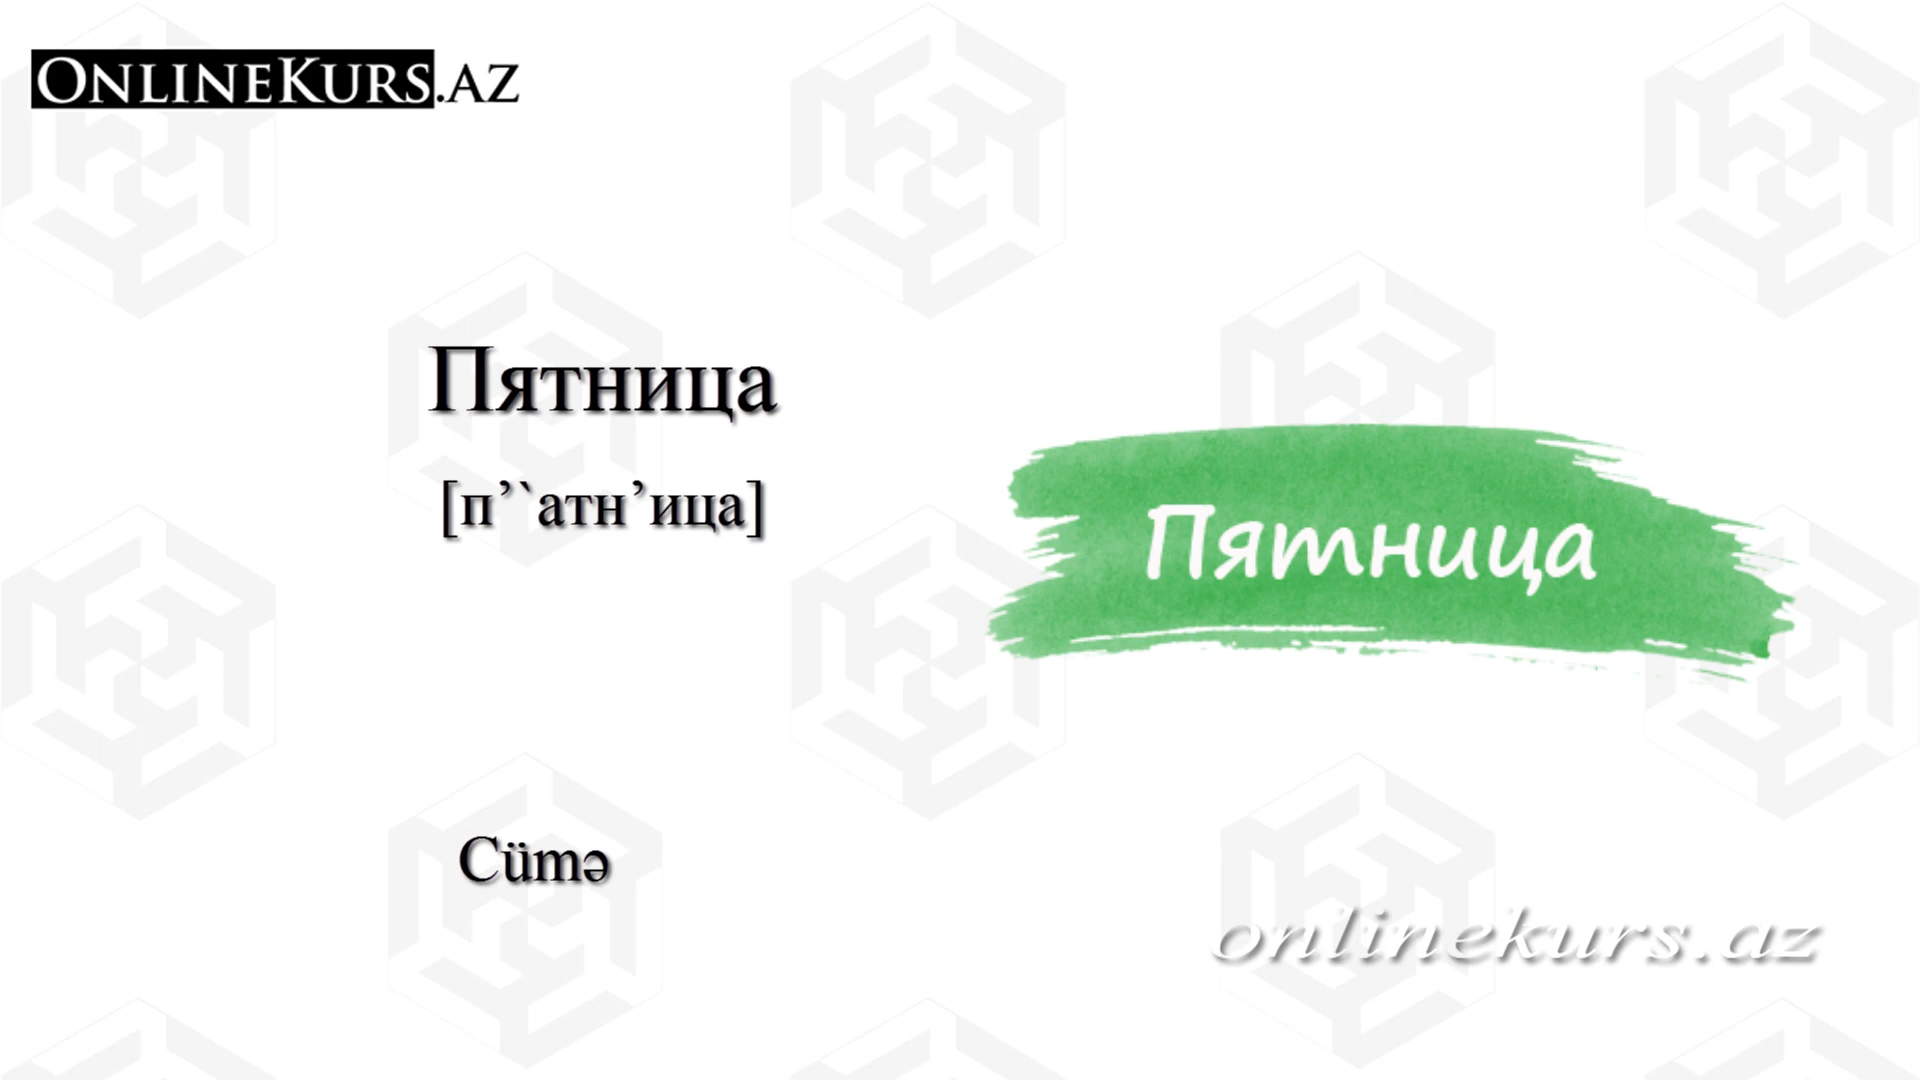 ONLINEKURS.AZ
Пятница
[п’`атн’ица]
Пятница
Cümə
onlinekurs.az